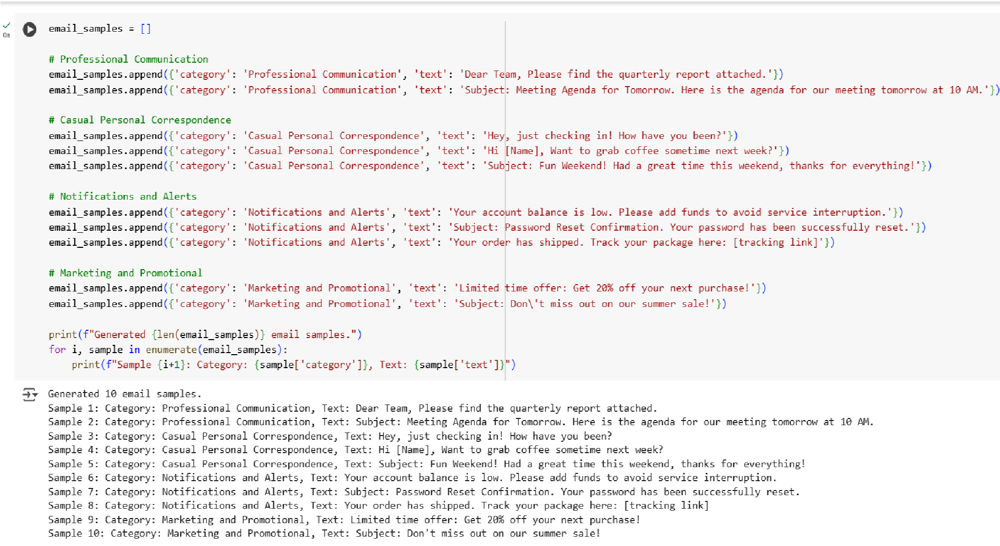 0s
email_samples = []
# Professional Communication
email_samples.append({'category': 'Professional Communication', 'text': 'Dear Team, Please find the quarterly report attached.'})
email_samples.append({'category': 'Professional Communication', 'text': 'Subject: Meeting Agenda for Tomorrow. Here is the agenda for our meeting tomorrow at 10 AM.'})
# Casual Personal Correspondence
email_samples.append({'category': 'Casual Personal Correspondence', 'text': 'Hey, just checking in! How have you been?'})
email_samples.append({'category': 'Casual Personal Correspondence', 'text': 'Hi [Name], Want to grab coffee sometime next week?'})
email_samples.append({'category': 'Casual Personal Correspondence', 'text': 'Subject: Fun Weekend! Had a great time this weekend, thanks for everything!'})
# Notifications and Alerts
email_samples.append({'category': 'Notifications and Alerts', 'text': 'Your account balance is low. Please add funds to avoid service interruption.'})
email_samples.append({'category': 'Notifications and Alerts', 'text': 'Subject: Password Reset Confirmation. Your password has been successfully reset.'})
email_samples.append({'category': 'Notifications and Alerts', 'text': 'Your order has shipped. Track your package here: [tracking link]'})
# Marketing and Promotional
email_samples.append({'category': 'Marketing and Promotional', 'text': 'Limited time offer: Get 20% off your next purchase!'})
email_samples.append({'category': 'Marketing and Promotional', 'text': 'Subject: Don\'t miss out on our summer sale!'})
print(f"Generated {len(email_samples)} email samples.")
for i, sample in enumerate(email_samples):
    print(f"Sample {i+1}: Category: {sample['category']}, Text: {sample['text']}")
Generated 10 email samples.
Sample 1: Category: Professional Communication, Text: Dear Team, Please find the quarterly report attached.
Sample 2: Category: Professional Communication, Text: Subject: Meeting Agenda for Tomorrow. Here is the agenda for our meeting tomorrow at 10 AM.
Sample 3: Category: Casual Personal Correspondence, Text: Hey, just checking in! How have you been?
Sample 4: Category: Casual Personal Correspondence, Text: Hi [Name], Want to grab coffee sometime next week?
Sample 5: Category: Casual Personal Correspondence, Text: Subject: Fun Weekend! Had a great time this weekend, thanks for everything!
Sample 6: Category: Notifications and Alerts, Text: Your account balance is low. Please add funds to avoid service interruption.
Sample 7: Category: Notifications and Alerts, Text: Subject: Password Reset Confirmation. Your password has been successfully reset.
Sample 8: Category: Notifications and Alerts, Text: Your order has shipped. Track your package here: [tracking link]
Sample 9: Category: Marketing and Promotional, Text: Limited time offer: Get 20% off your next purchase!
Sample 10: Category: Marketing and Promotional, Text: Subject: Don't miss out on our summer sale!